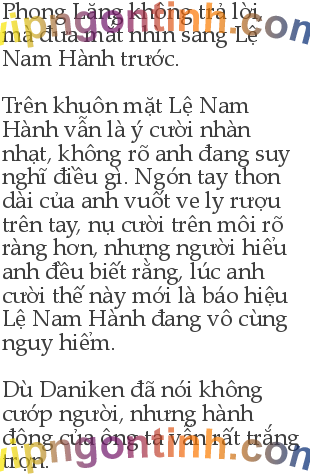 Phong Lăng không trả lời
mà đưa mắt nhìn sang Lệ
Nam Hành trước.
Trên khuôn mặt Lệ Nam
Hành vẫn là ý cười nhàn
nhạt, không rõ anh đang suy
nghĩ điều gì. Ngón tay thon
dài của anh vuốt ve ly rượu
trên tay, nụ cười trên môi rõ
ràng hơn, nhưng người hiểu
anh đều biết rằng, lúc anh
cười thế này mới là báo hiệu
Lệ Nam Hành đang vô cùng
nguy hiểm.
Dù Daniken đã nói không
cướp người, nhưng hành
động của ông ta vẫn rất trắng
trợn.